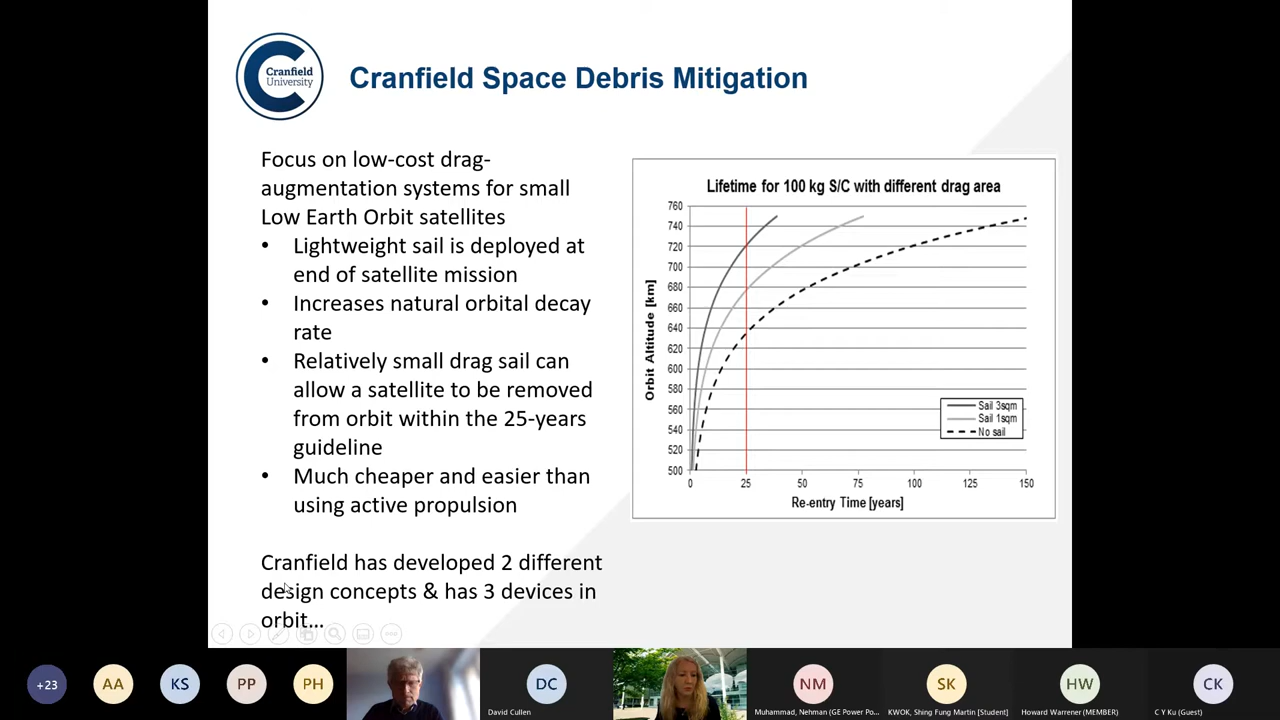 Cranfield
University
Cranfield Space Debris Mitigation
Focus on low-cost drag-
augmentation systems for small
Low Earth Orbit satellites
• Lightweight sail is deployed at
end of satellite mission
• Increases natural orbital decay
rate
• Relatively small drag sail can
allow a satellite to be removed
from orbit within the 25-years
guideline
• Much cheaper and easier than
using active propulsion
Cranfield has developed 2 different
design concepts & has 3 devices in
orbit…
Lifetime for 100 kg S/C with different drag area
Orbit Altitude [km]
760
740
720
700
680
660
640
620
600
580
560
540
520
500
0 25 50 75 100 125 150
Re-entry Time [years]
Sail 3sqm
Sail 1sqm
No sail
+23
AA
KS
PP
PH
DC
David Cullen
NM
Muhammad, Nehman (GE Power Po...
SK
KWOK, Shing Fung Martin [Student]
HW
Howard Warrener (MEMBER)
CK
C Y Ku (Guest)